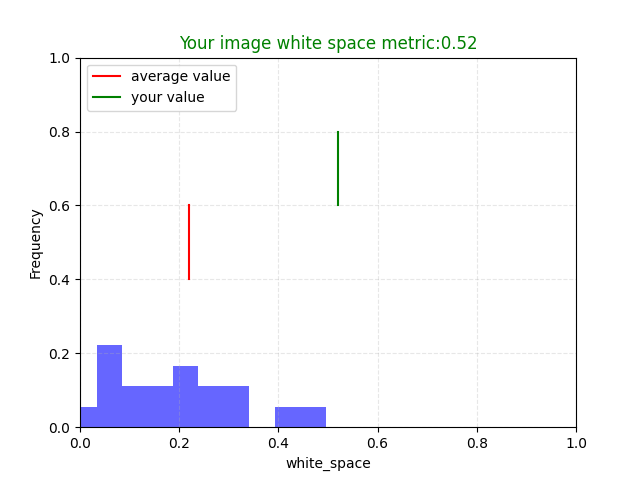 Your image white space metric:0.52
average value
your value
Frequency
1.0
0.8
0.6
0.4
0.2
0.0
0.0 0.2 0.4 0.6 0.8 1.0
white_space